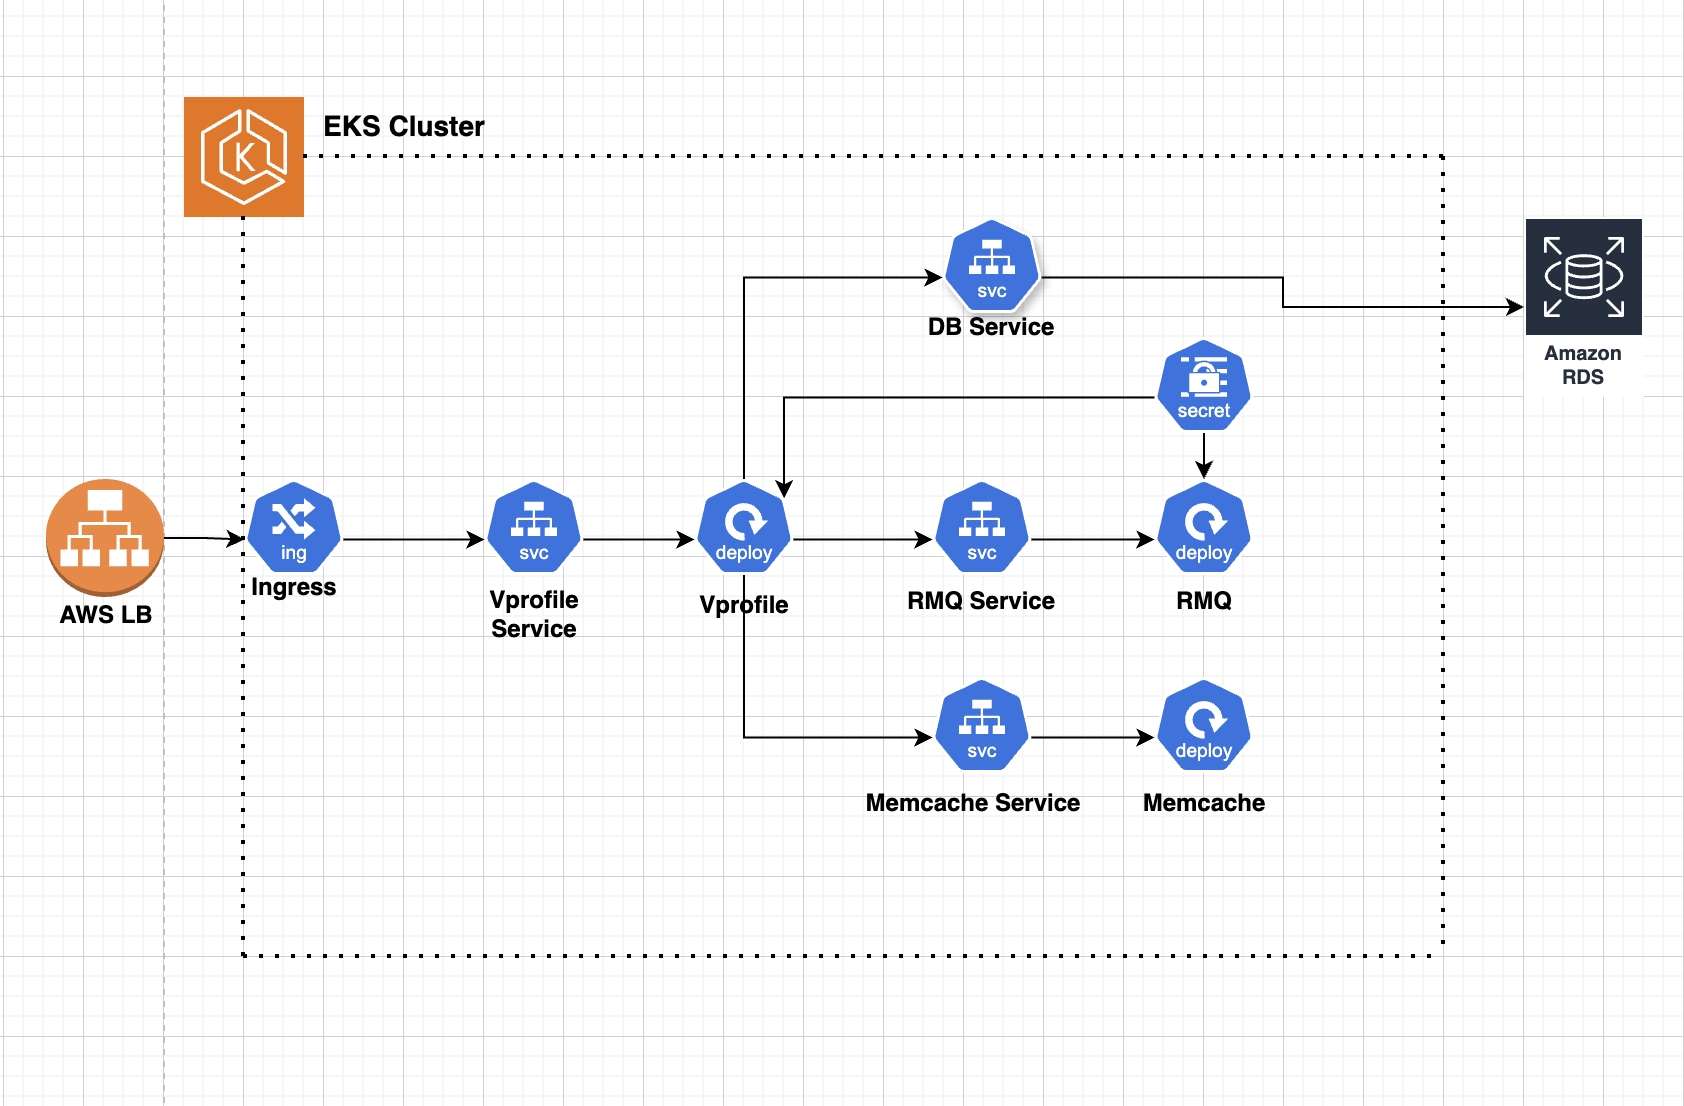 EKS Cluster
K
svc
DB Service
Amazon
RDS
secret
AWS LB
ing
Ingress
svc
Vprofile
Service
deploy
Vprofile
svc
RMQ Service
deploy
RMQ
svc
Memcache Service
deploy
Memcache